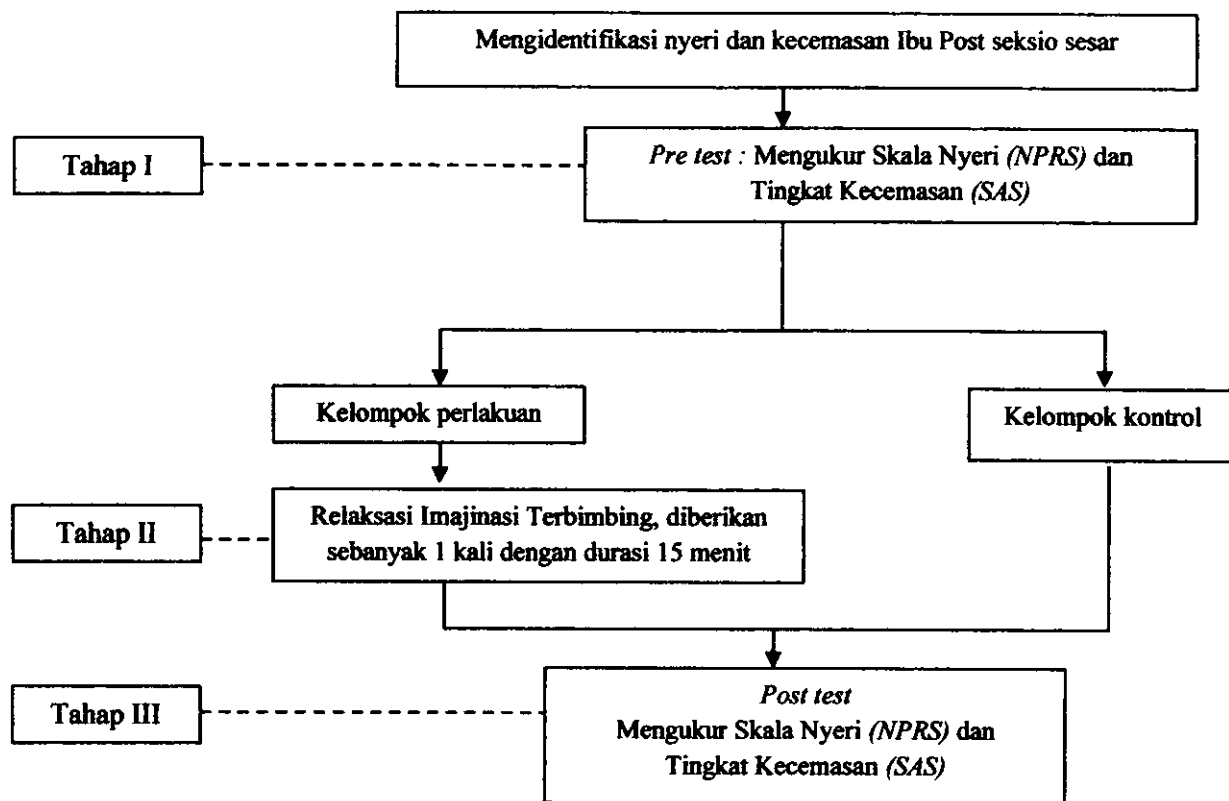 Mengidentifikasi nyeri dan kecemasan Ibu Post seksio sesar
Tahap I
Pre test : Mengukur Skala Nyeri (NPRS) dan
Tingkat Kecemasan (SAS)
Kelompok perlakuan
Kelompok kontrol
Tahap II
Relaksasi Imajinasi Terbimbing, diberikan
sebanyak 1 kali dengan durasi 15 menit
Tahap III
Post test
Mengukur Skala Nyeri (NPRS) dan
Tingkat Kecemasan (SAS)